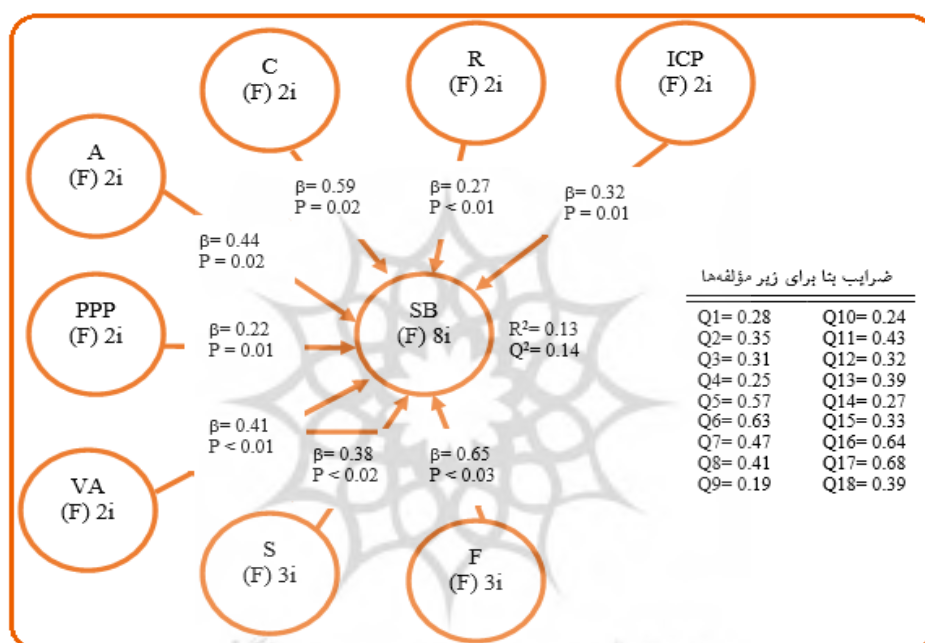 C
(F) 2i
R
(F) 2i
ICP
(F) 2i
A
(F) 2i
β= 0.59
P = 0.02
β= 0.27
P < 0.01
β= 0.32
P = 0.01
β= 0.44
P = 0.02
PPP
(F) 2i
β= 0.22
P = 0.01
SB
(F) 8i
R²= 0.13
Q²= 0.14
β= 0.41
P < 0.01
β= 0.38
P < 0.02
β= 0.65
P < 0.03
VA
(F) 2i
S
(F) 3i
F
(F) 3i
ضرایب بتا برای زیر مؤلفه‌ها
Q1= 0.28 Q10= 0.24
Q2= 0.35 Q11= 0.43
Q3= 0.31 Q12= 0.32
Q4= 0.25 Q13= 0.39
Q5= 0.57 Q14= 0.27
Q6= 0.63 Q15= 0.33
Q7= 0.47 Q16= 0.64
Q8= 0.41 Q17= 0.68
Q9= 0.19 Q18= 0.39